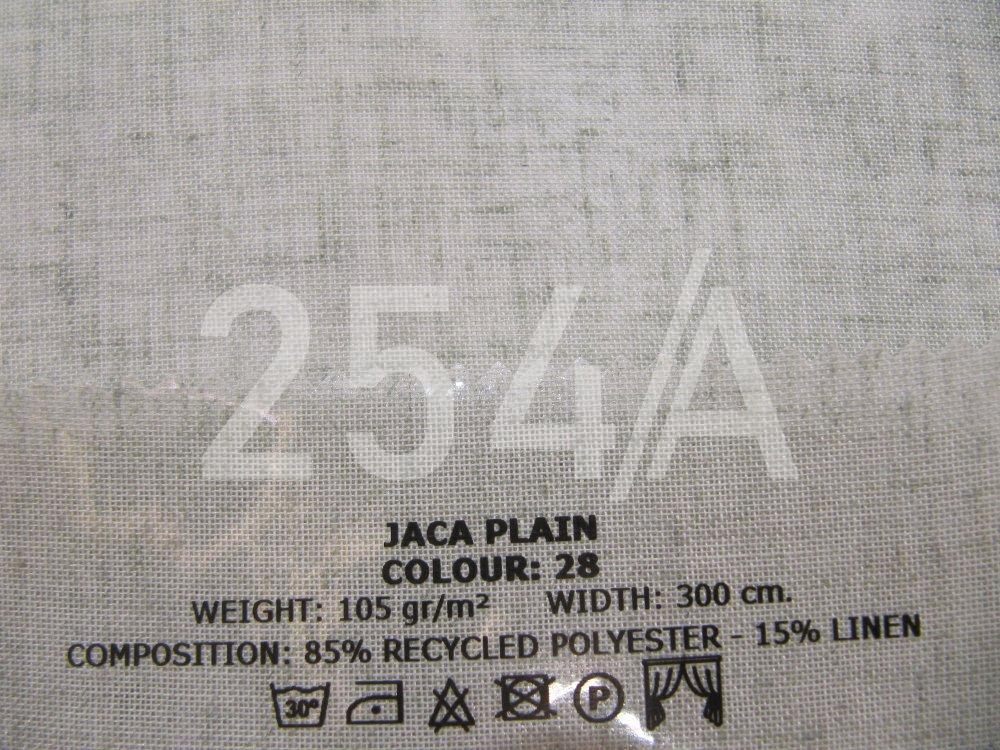 254/A
JACA PLAIN
COLOUR: 28
WEIGHT: 105 gr/m² WIDTH: 300 cm.
COMPOSITION: 85% RECYCLED POLYESTER - 15% LINEN
30° P